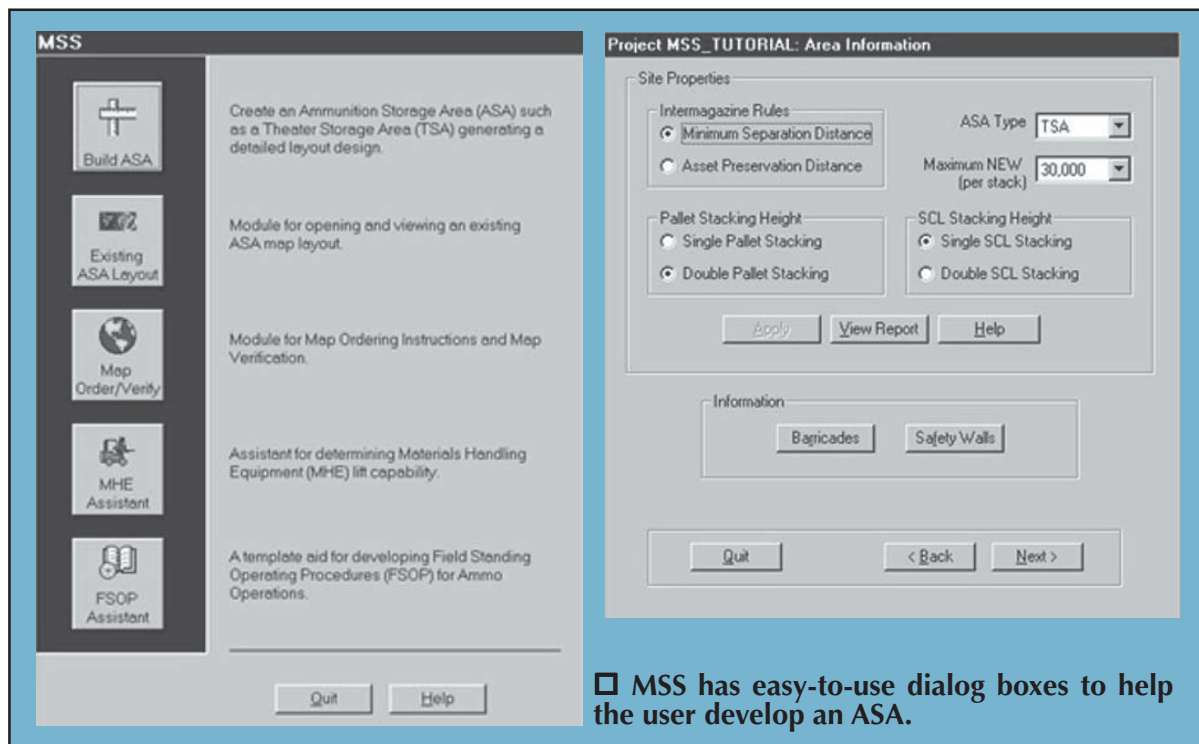 MSS
Build ASA
Create an Ammunition Storage Area (ASA) such
as a Theater Storage Area (TSA) generating a
detailed layout design.
Existing
ASA Layout
Module for opening and viewing an existing
ASA map layout.
Map
Order/Verify
Module for Map Ordering Instructions and Map
Verification.
MHE
Assistant
Assistant for determining Materials Handling
Equipment (MHE) lift capability.
FSOP
Assistant
A template aid for developing Field Standing
Operating Procedures (FSOP) for Ammo
Operations.
Quit Help
Project MSS_TUTORIAL: Area Information
Site Properties
Intermagazine Rules
Minimum Separation Distance
Asset Preservation Distance
ASA Type TSA
Maximum NEW
(per stack) 30,000
Pallet Stacking Height
Single Pallet Stacking
Double Pallet Stacking
SCL Stacking Height
Single SCL Stacking
Double SCL Stacking
Apply View Report Help
Information
Barricades Safety Walls
Quit < Back Next >
☐ MSS has easy-to-use dialog boxes to help
the user develop an ASA.